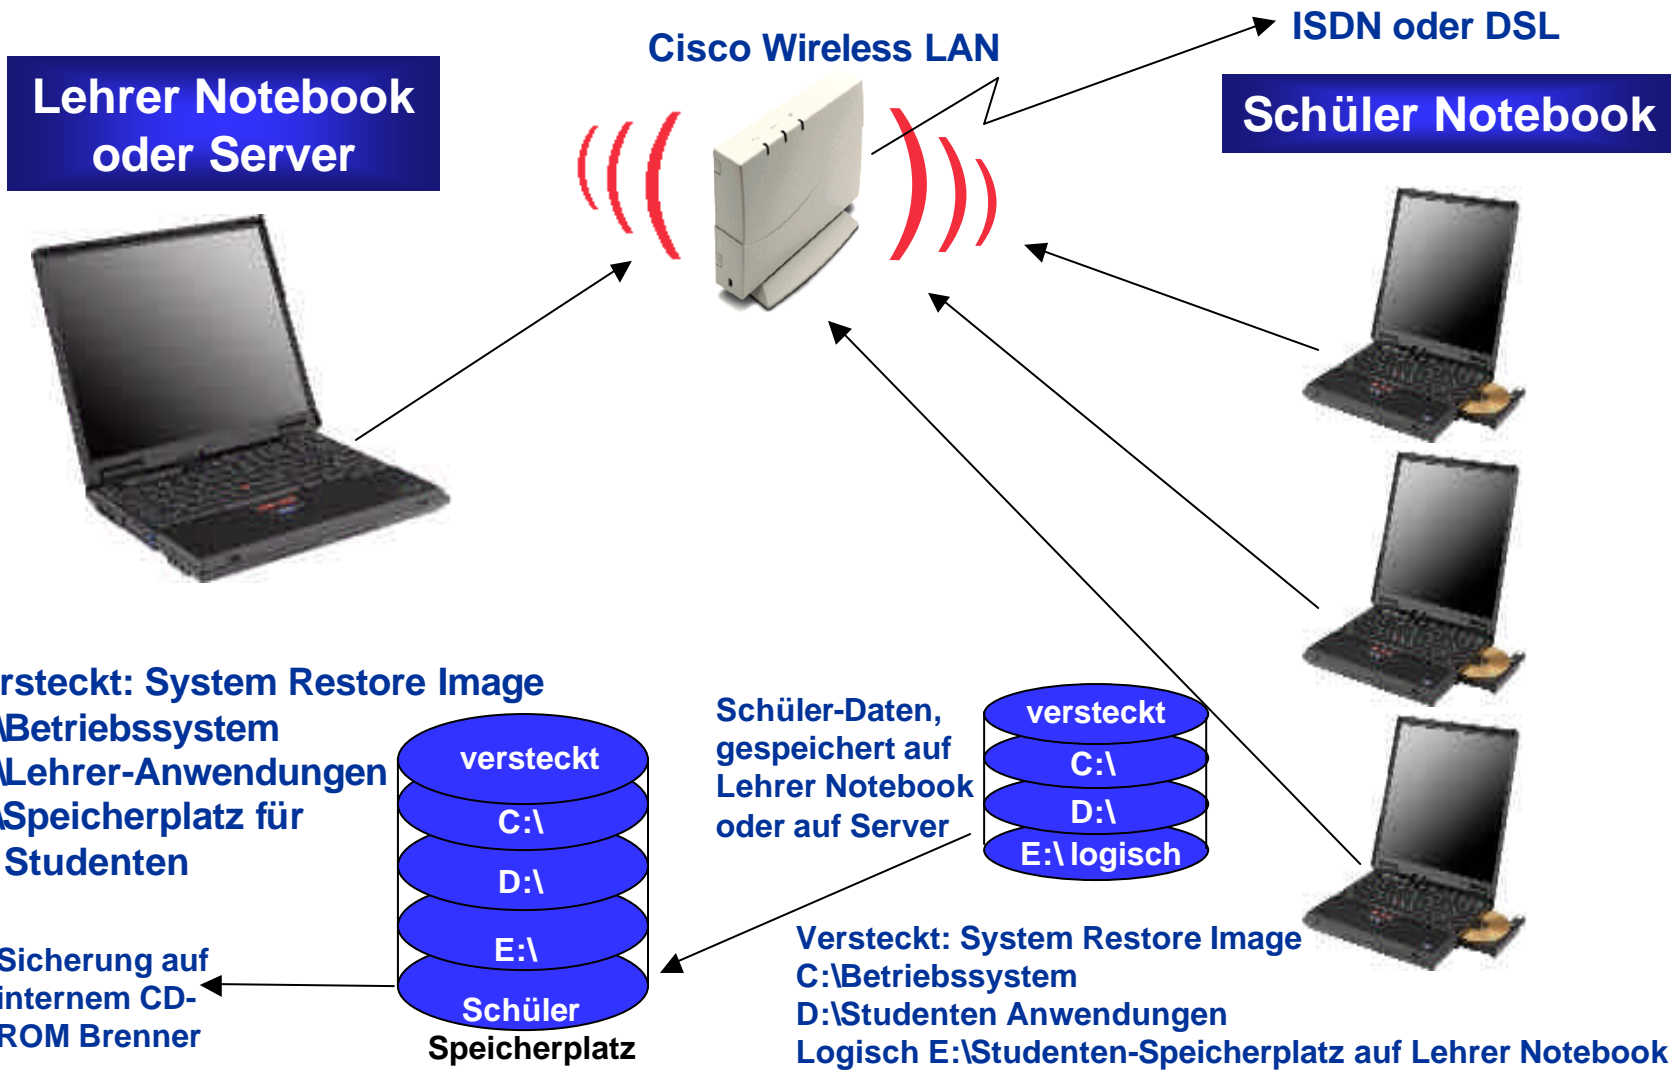 Cisco Wireless LAN
ISDN oder DSL
Lehrer Notebook
oder Server
Schüler Notebook
rsteckt: System Restore Image
\Betriebssystem
\Lehrer-Anwendungen
\Speicherplatz für
Studenten
versteckt
C:\
D:\
E:\
Schüler
Speicherplatz
Sicherung auf
internem CD-
ROM Brenner
Schüler-Daten,
gespeichert auf
Lehrer Notebook
oder auf Server
versteckt
C:\
D:\
E:\ logisch
Versteckt: System Restore Image
C:\Betriebssystem
D:\Studenten Anwendungen
Logisch E:\Studenten-Speicherplatz auf Lehrer Notebook